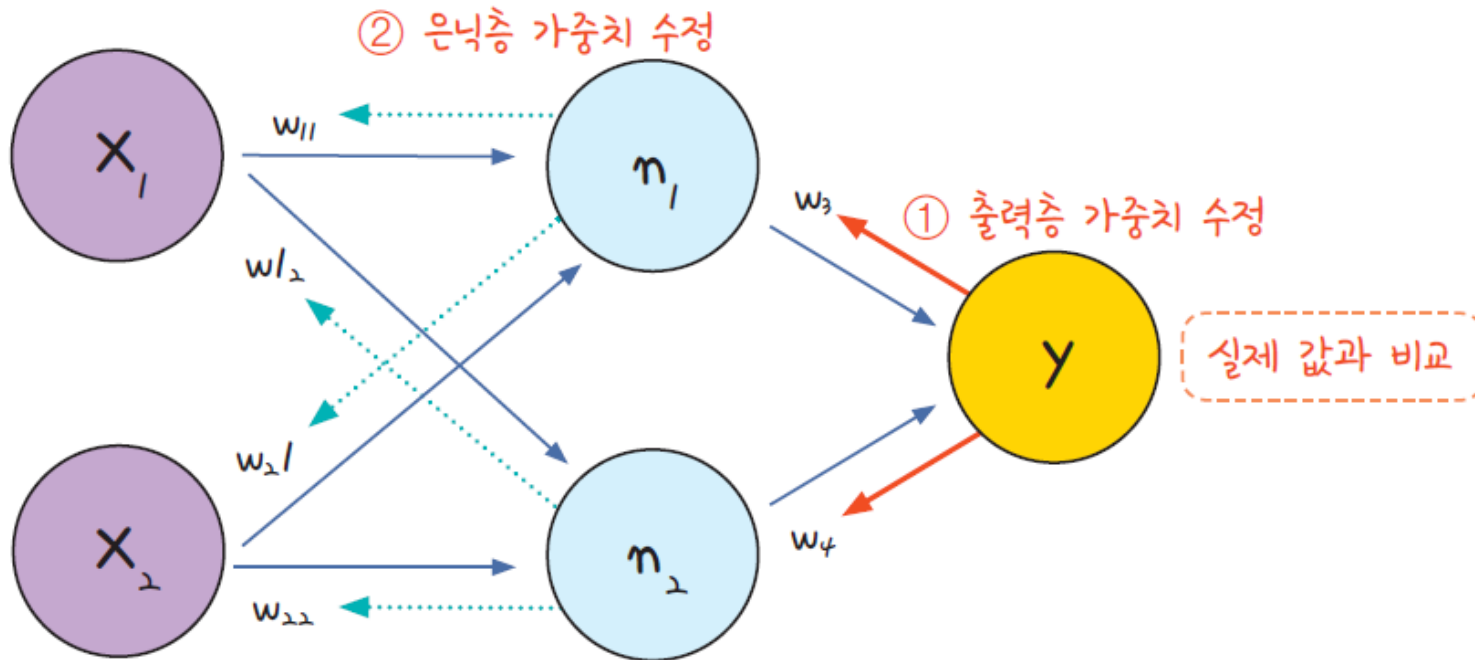 ② 은닉층 가중치 수정
x₁
w₁₁
n₁
w₃
① 출력층 가중치 수정
w1₂
y
실제 값과 비교
w₂1
x₂
n₂
w₄
w₂₂